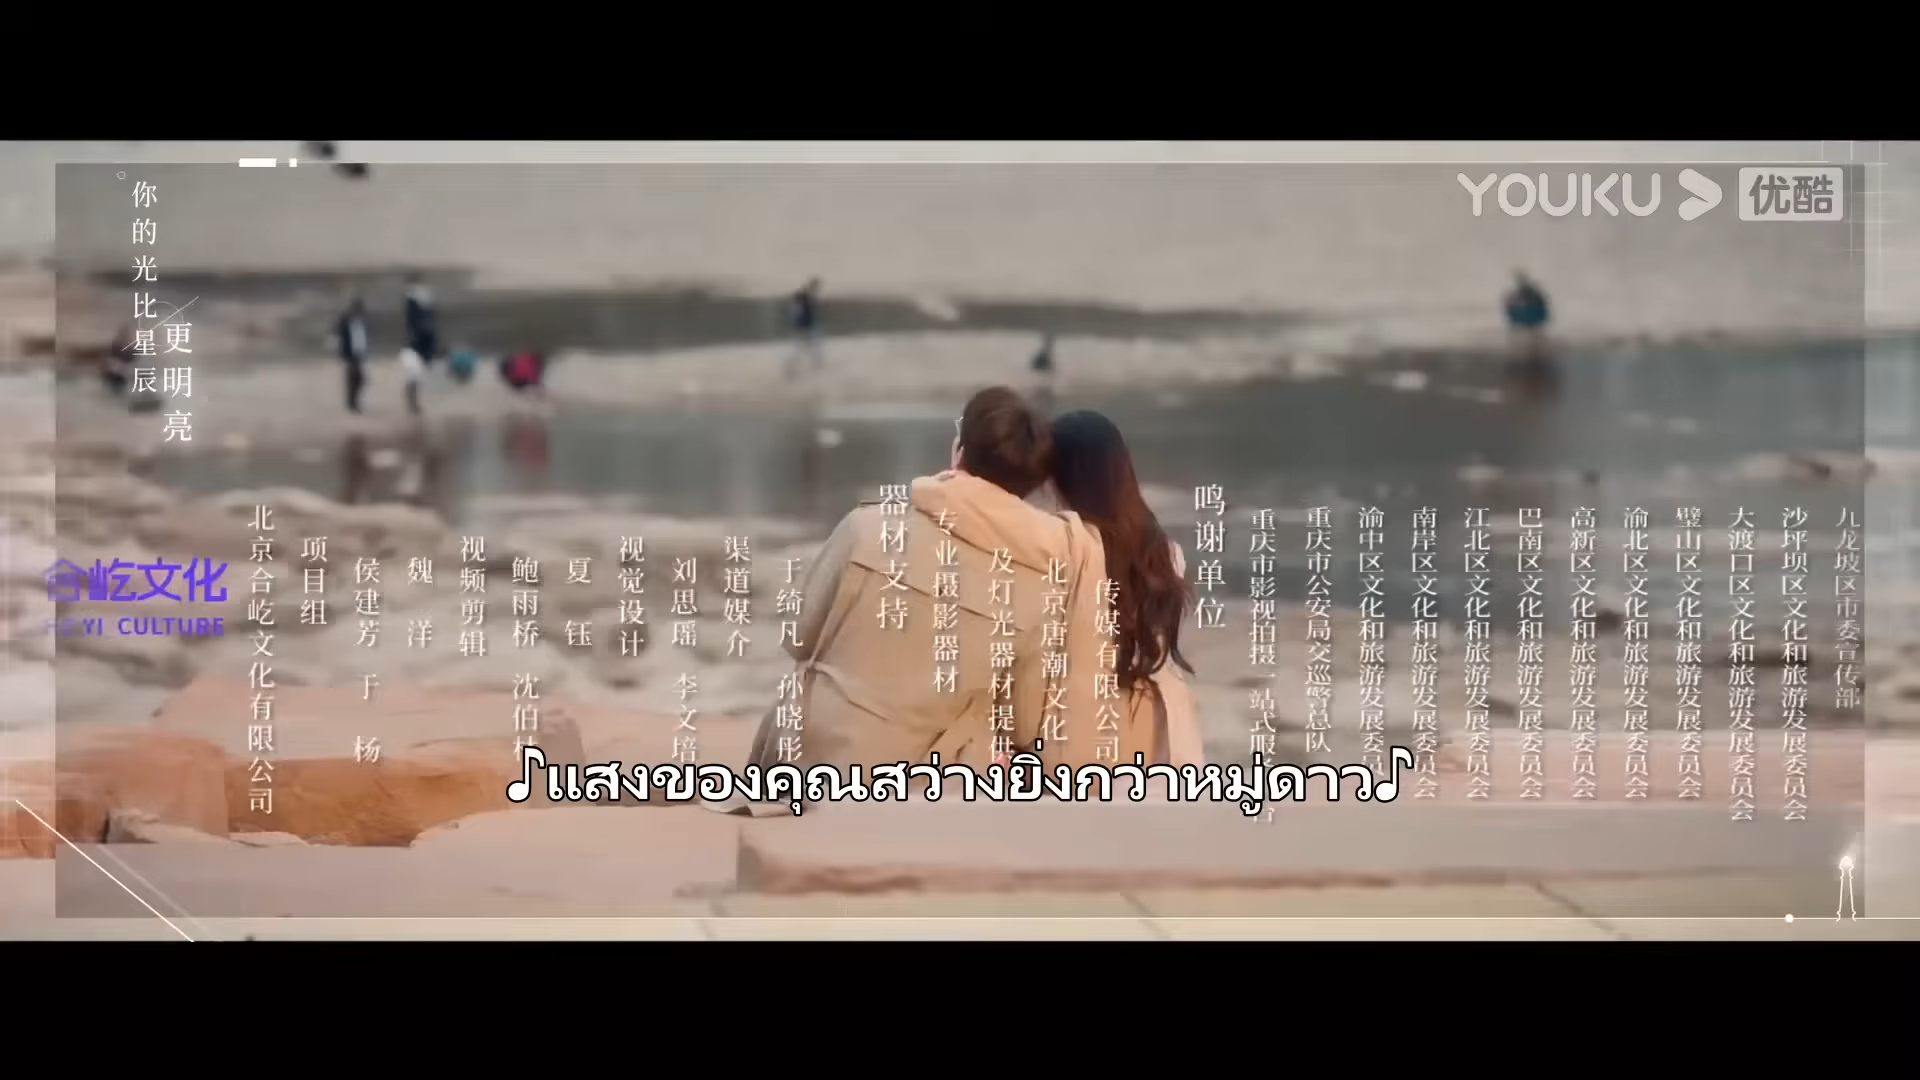 你的光比星辰
更明亮
YOUKU 优酷
合屹文化
YI CULTURE
北京合屹文化有限公司
项目组
侯建芳 于 杨
魏 洋
视频剪辑
鲍雨桥 沈伯
夏 钰
视觉设计
刘思瑶 李文培
渠道媒介
于绮凡 孙晓彤
器材支持
专业摄影器材
及灯光器材提供
北京唐潮文化
传媒有限公司
鸣谢单位
重庆市影视拍摄一站式服
重庆市公安局交巡警总队
渝中区文化和旅游发展委员会
南岸区文化和旅游发展委员会
江北区文化和旅游发展委员会
巴南区文化和旅游发展委员会
高新区文化和旅游发展委员会
渝北区文化和旅游发展委员会
璧山区文化和旅游发展委员会
大渡口区文化和旅游发展委员会
沙坪坝区文化和旅游发展委员会
九龙坡区市委宣传部
♪แสงของคุณสว่างยิ่งกว่าหมู่ดาว♪